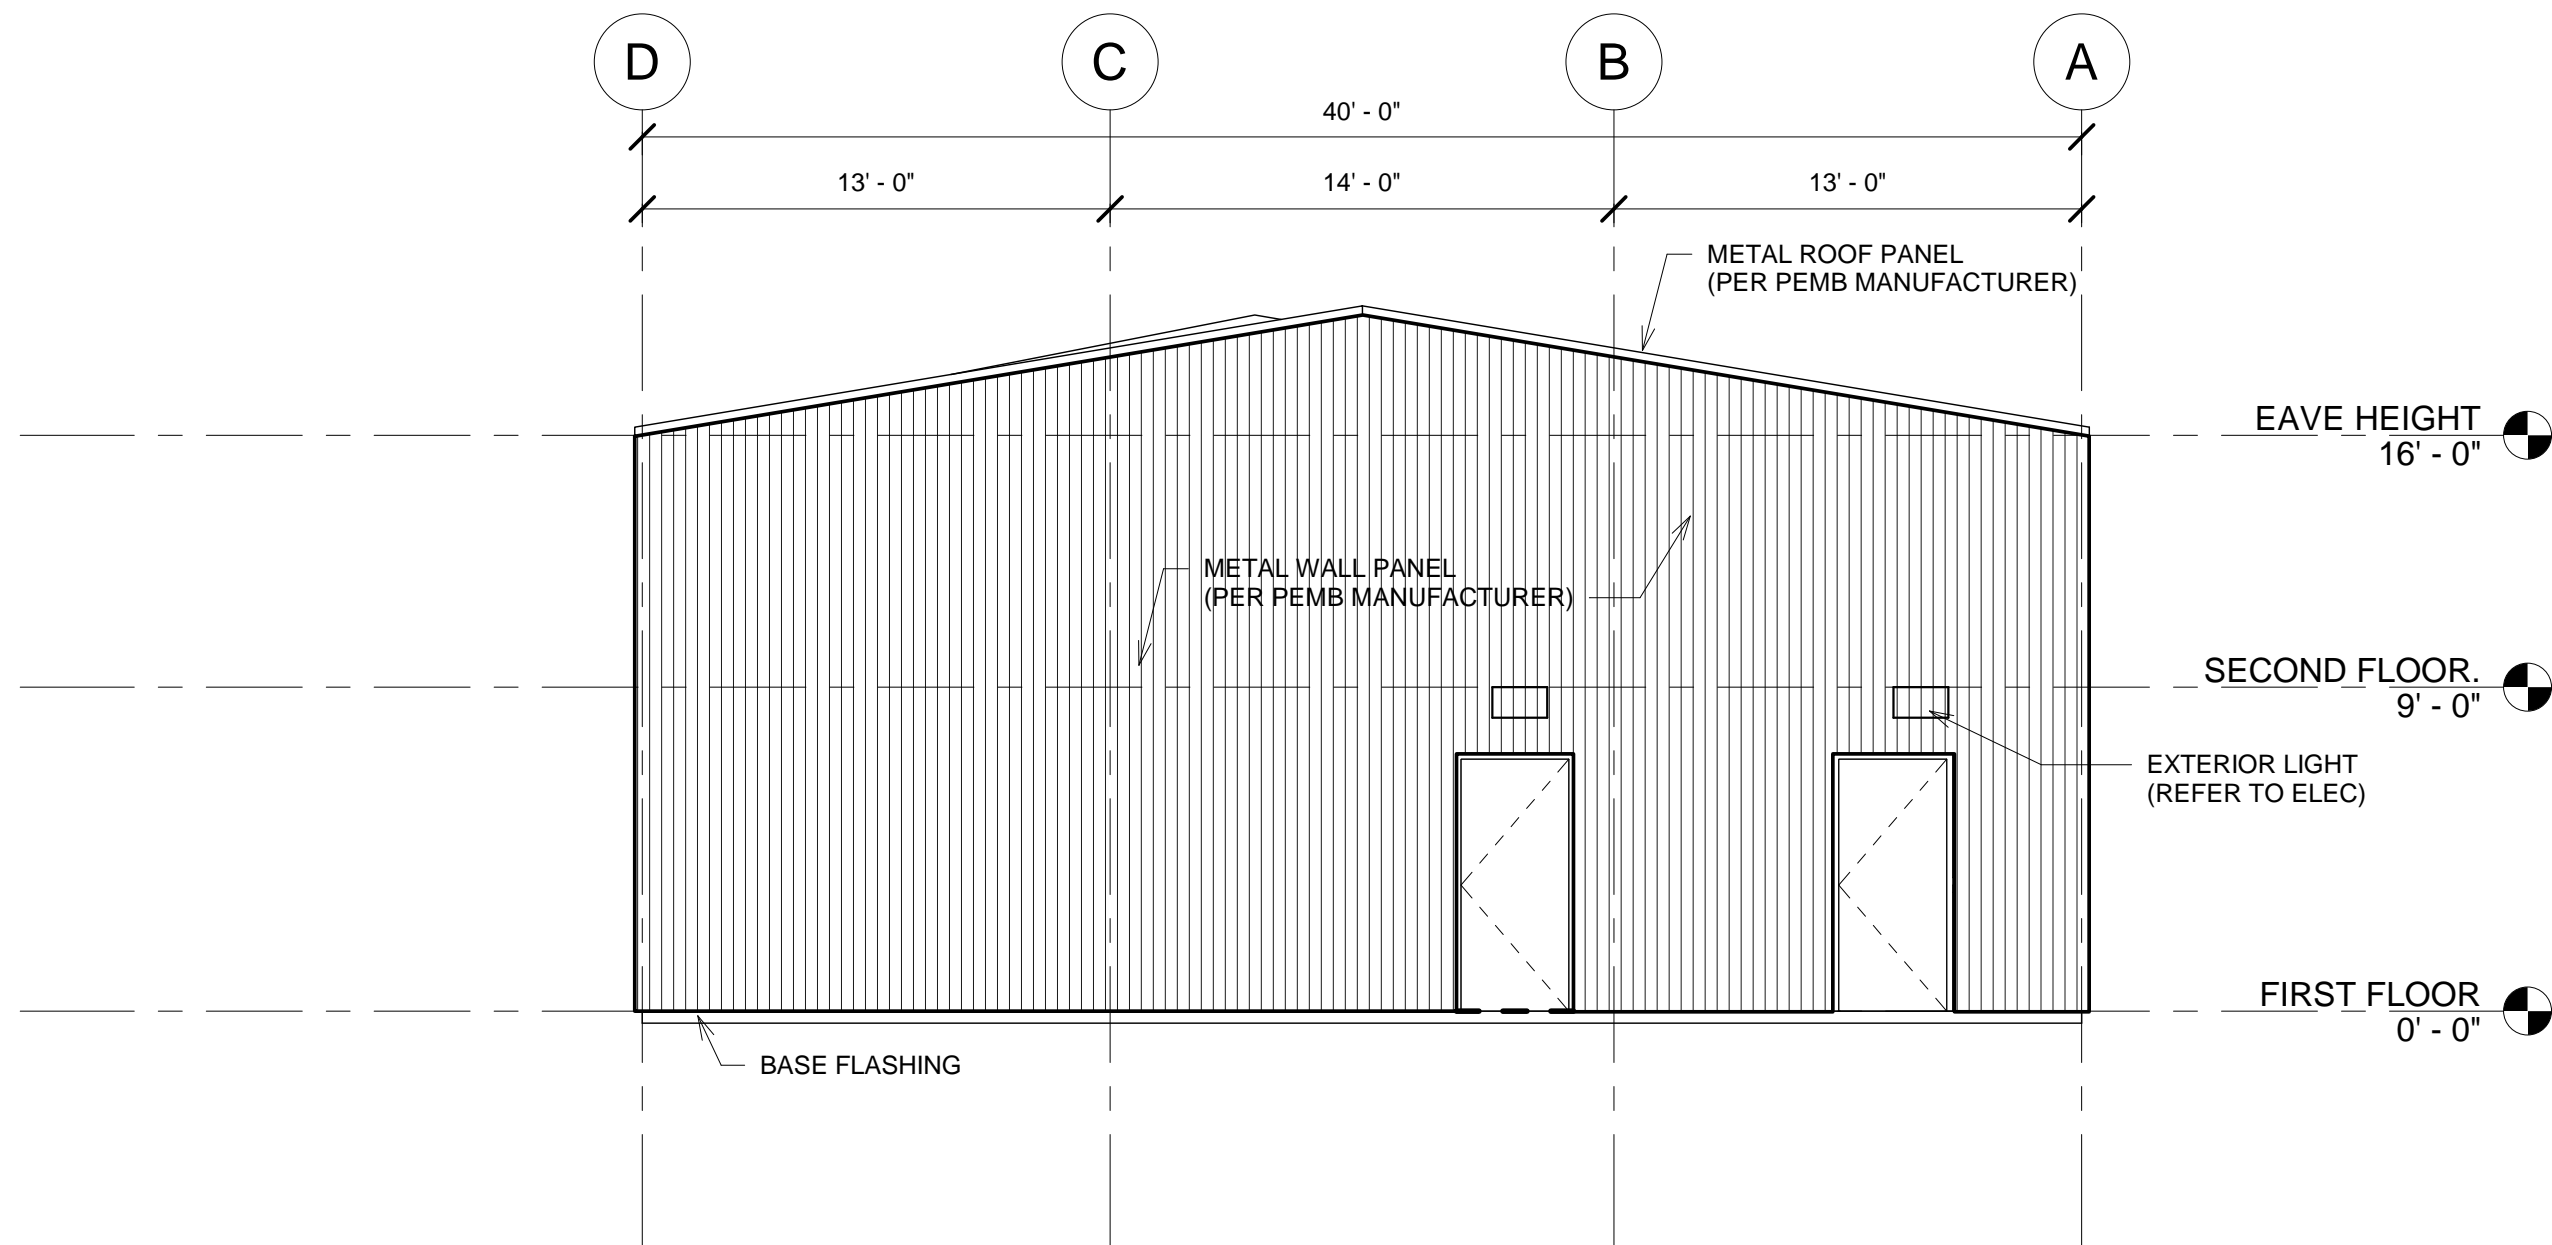 D
C
B
A
40' - 0"
13' - 0"
14' - 0"
13' - 0"
METAL ROOF PANEL
(PER PEMB MANUFACTURER)
EAVE HEIGHT
16' - 0"
METAL WALL PANEL
(PER PEMB MANUFACTURER)
SECOND FLOOR.
9' - 0"
EXTERIOR LIGHT
(REFER TO ELEC)
FIRST FLOOR
0' - 0"
BASE FLASHING